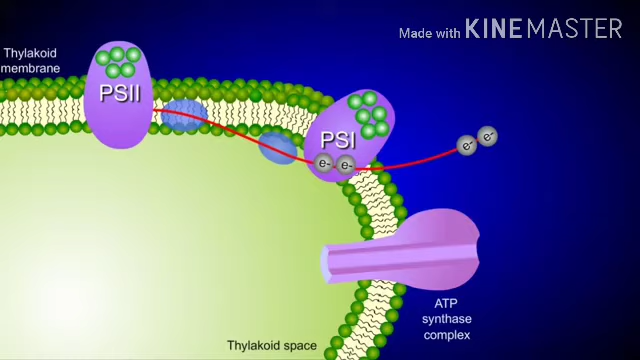 Made with KINEMASTER
Thylakoid
membrane
PSII
PSI
e- e-
e- e-
ATP
synthase
complex
Thylakoid space